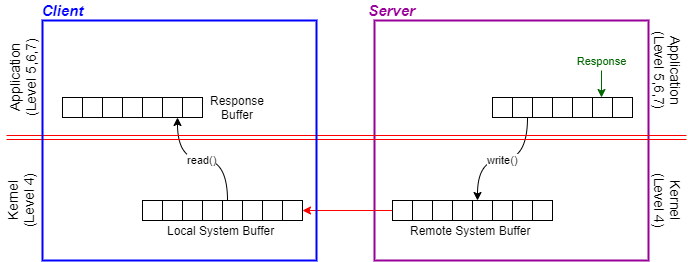 Client
Server
Application
(Level 5,6,7)
Response
Buffer
Response
Application
(Level 5,6,7)
read()
write()
Kernel
(Level 4)
Local System Buffer
Remote System Buffer
Kernel
(Level 4)